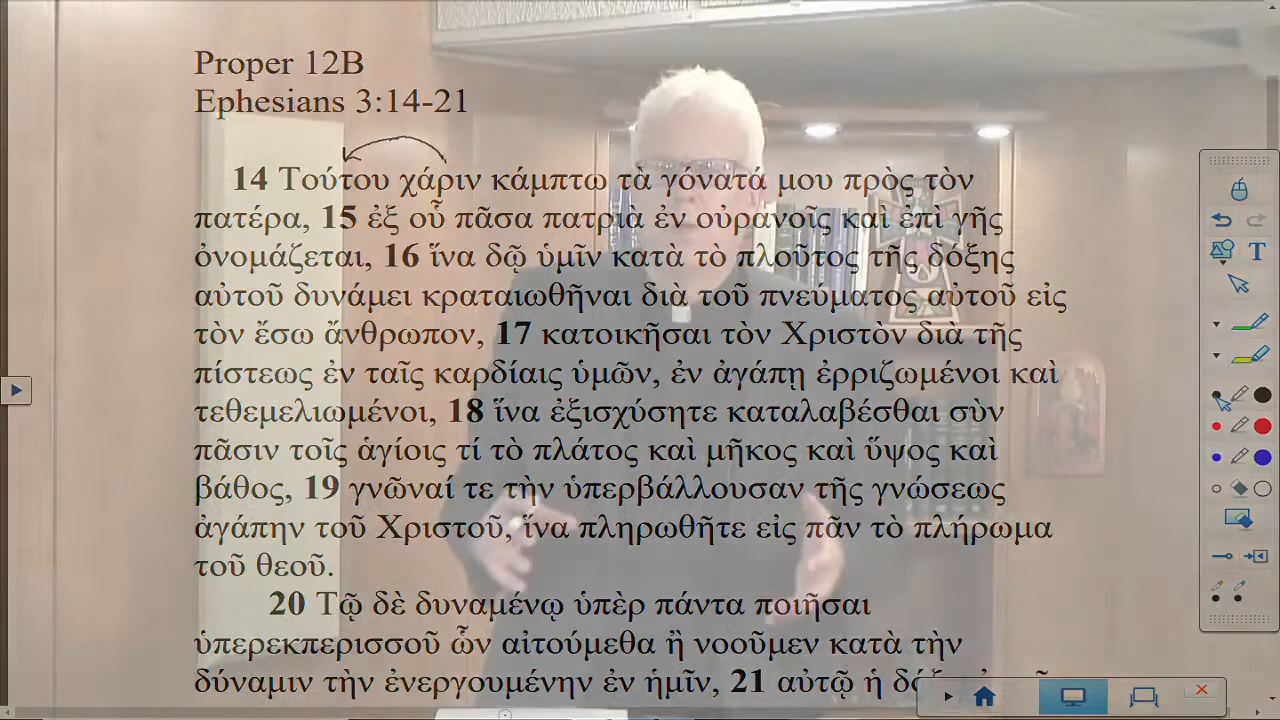 Proper 12B
Ephesians 3:14-21
14 Τούτου χάριν κάμπτω τὰ γόνατά μου πρὸς τὸν
πατέρα, 15 ἐξ οὗ πᾶσα πατριὰ ἐν οὐρανοῖς καὶ ἐπὶ γῆς
ὀνομάζεται, 16 ἵνα δῷ ὑμῖν κατὰ τὸ πλοῦτος τῆς δόξης
αὐτοῦ δυνάμει κραταιωθῆναι διὰ τοῦ πνεύματος αὐτοῦ εἰς
τὸν ἔσω ἄνθρωπον, 17 κατοικῆσαι τὸν Χριστὸν διὰ τῆς
πίστεως ἐν ταῖς καρδίαις ὑμῶν, ἐν ἀγάπῃ ἐρριζωμένοι καὶ
τεθεμελιωμένοι, 18 ἵνα ἐξισχύσητε καταλαβέσθαι σὺν
πᾶσιν τοῖς ἁγίοις τί τὸ πλάτος καὶ μῆκος καὶ ὕψος καὶ
βάθος, 19 γνῶναί τε τὴν ὑπερβάλλουσαν τῆς γνώσεως
ἀγάπην τοῦ Χριστοῦ, ἵνα πληρωθῆτε εἰς πᾶν τὸ πλήρωμα
τοῦ θεοῦ.
20 Τῷ δὲ δυναμένῳ ὑπὲρ πάντα ποιῆσαι
ὑπερεκπερισσοῦ ὧν αἰτούμεθα ἢ νοοῦμεν κατὰ τὴν
δύναμιν τὴν ἐνεργουμένην ἐν ἡμῖν, 21 αὐτῷ ἡ
T